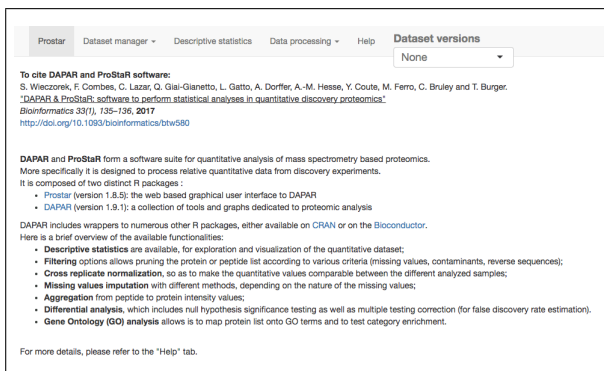 Prostar Dataset manager Descriptive statistics Data processing Help Dataset versions
None
To cite DAPAR and ProStaR software:
S. Wieczorek, F. Combes, C. Lazar, Q. Giai-Gianetto, L. Gatto, A. Dorffer, A.-M. Hesse, Y. Coute, M. Ferro, C. Bruley and T. Burger.
"DAPAR & ProStaR: software to perform statistical analyses in quantitative discovery proteomics"
Bioinformatics 33(1), 135–136, 2017
http://doi.org/10.1093/bioinformatics/btw580
DAPAR and ProStaR form a software suite for quantitative analysis of mass spectrometry based proteomics.
More specifically it is designed to process relative quantitative data from discovery experiments.
It is composed of two distinct R packages :
• Prostar (version 1.8.5): the web based graphical user interface to DAPAR
• DAPAR (version 1.9.1): a collection of tools and graphs dedicated to proteomic analysis
DAPAR includes wrappers to numerous other R packages, either available on CRAN or on the Bioconductor.
Here is a brief overview of the available functionalities:
• Descriptive statistics are available, for exploration and visualization of the quantitative dataset;
• Filtering options allows pruning the protein or peptide list according to various criteria (missing values, contaminants, reverse sequences);
• Cross replicate normalization, so as to make the quantitative values comparable between the different analyzed samples;
• Missing values imputation with different methods, depending on the nature of the missing values;
• Aggregation from peptide to protein intensity values;
• Differential analysis, which includes null hypothesis significance testing as well as multiple testing correction (for false discovery rate estimation).
• Gene Ontology (GO) analysis allows is to map protein list onto GO terms and to test category enrichment.
For more details, please refer to the "Help" tab.